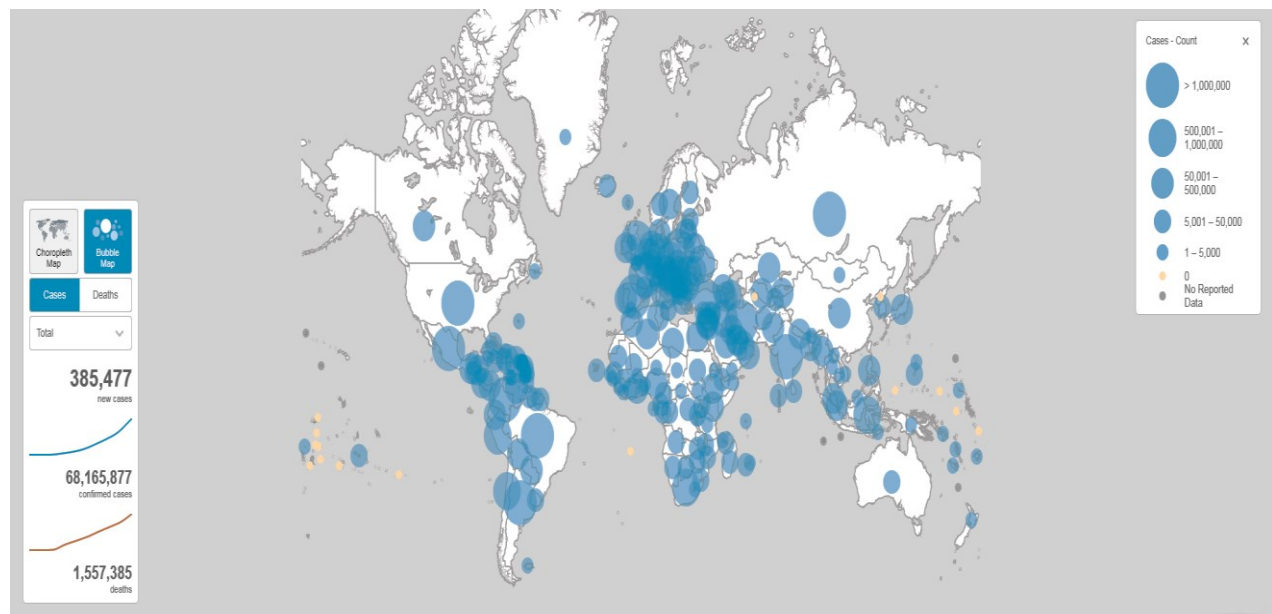 Choropleth
Map
Bubble
Map
Cases
Deaths
Total
385,477
new cases
68,165,877
confirmed cases
1,557,385
deaths
Cases - Count
X
> 1,000,000
500,001 –
1,000,000
50,001 –
500,000
5,001 – 50,000
1 – 5,000
0
No Reported
Data